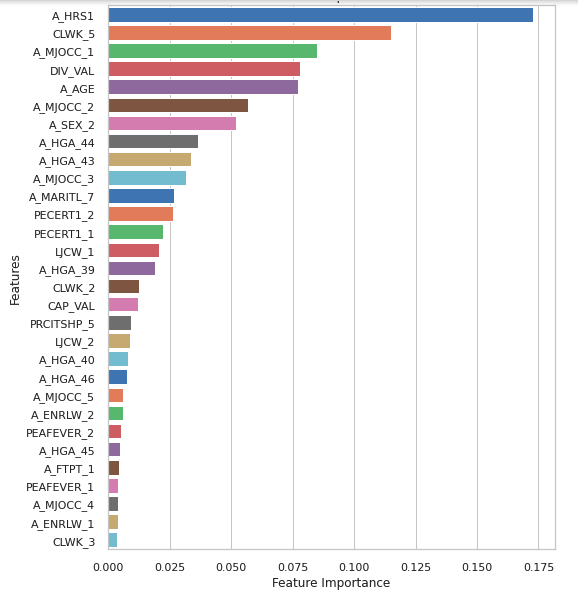 A_HRS1
CLWK_5
A_MJOCC_1
DIV_VAL
A_AGE
A_MJOCC_2
A_SEX_2
A_HGA_44
A_HGA_43
A_MJOCC_3
A_MARITL_7
PECERT1_2
PECERT1_1
LJCW_1
A_HGA_39
CLWK_2
CAP_VAL
PRCITSHP_5
LJCW_2
A_HGA_40
A_HGA_46
A_MJOCC_5
A_ENRLW_2
PEAFEVER_2
A_HGA_45
A_FTPT_1
PEAFEVER_1
A_MJOCC_4
A_ENRLW_1
CLWK_3
Features
0.000 0.025 0.050 0.075 0.100 0.125 0.150 0.175
Feature Importance